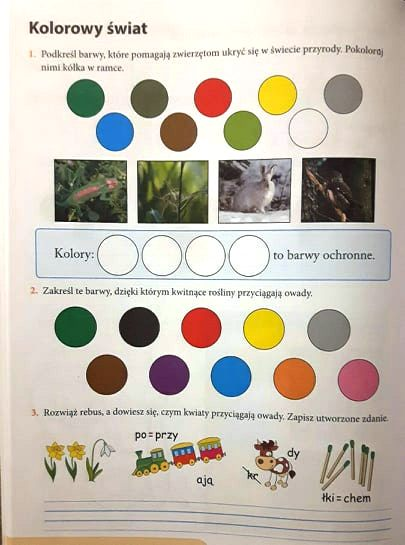 Kolorowy świat
1. Podkreśl barwy, które pomagają zwierzętom ukryć się w świecie przyrody. Pokoloruj
nimi kółka w ramce.
Kolory:
to barwy ochronne.
2. Zakreśl te barwy, dzięki którym kwitnące rośliny przyciągają owady.
3. Rozwiąż rebus, a dowiesz się, czym kwiaty przyciągają owady. Zapisz utworzone zdanie.
po = przy
dy
kr
ają
łki = chem